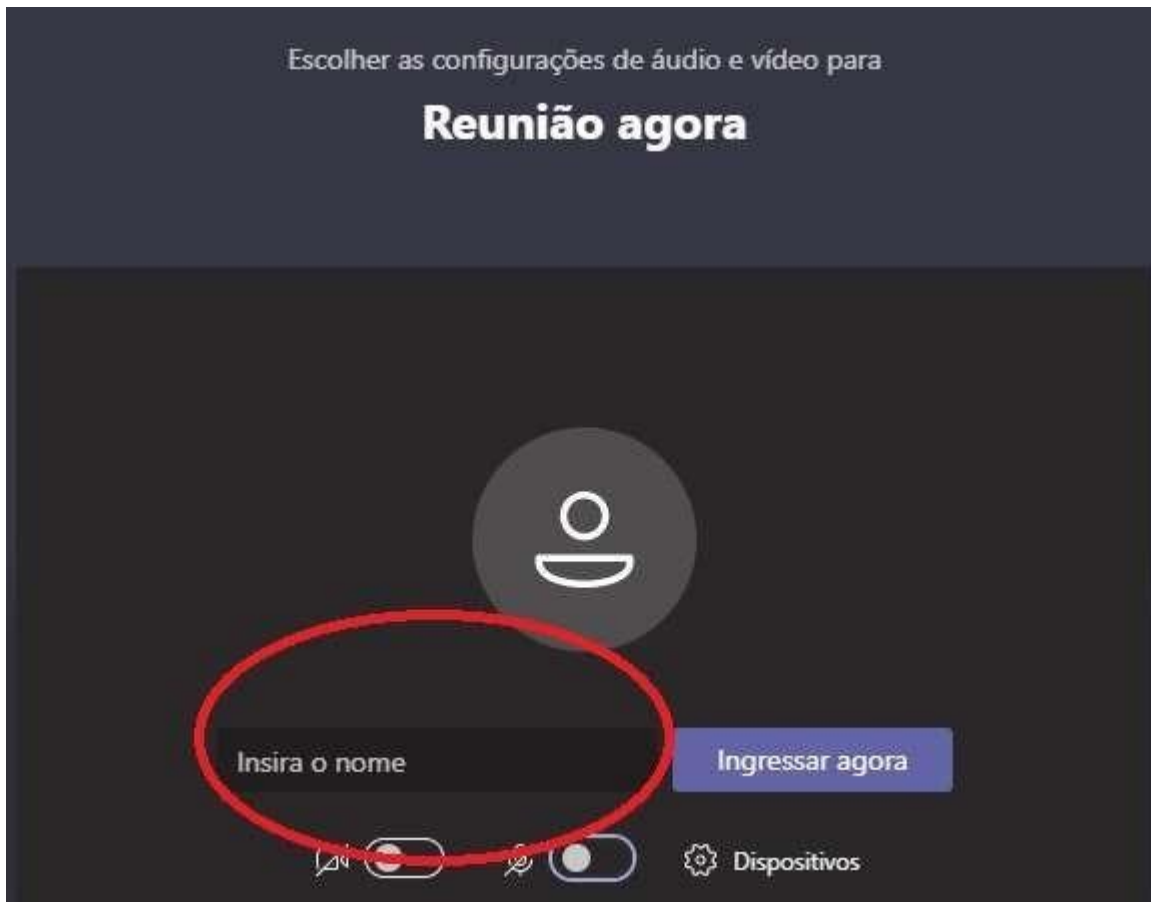 Escolher as configurações de áudio e vídeo para
Reunião agora
Insira o nome
Ingressar agora
Dispositivos